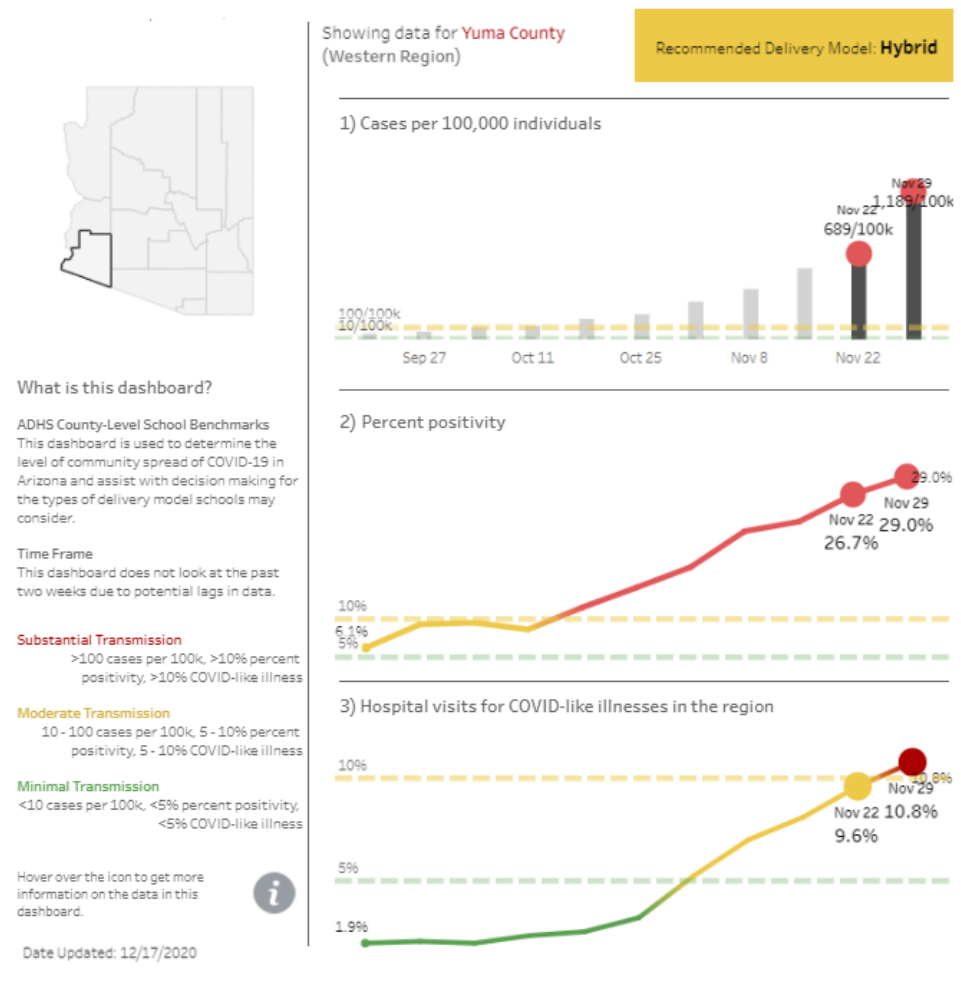 Showing data for Yuma County
(Western Region)
Recommended Delivery Model: Hybrid
1) Cases per 100,000 individuals
Nov 29
1,189/100k
Nov 22
689/100k
100/100k
10/100k
Sep 27
Oct 11
Oct 25
Nov 8
Nov 22
What is this dashboard?
ADHS County-Level School Benchmarks
This dashboard is used to determine the
level of community spread of COVID-19 in
Arizona and assist with decision making for
the types of delivery model schools may
consider.
Time Frame
This dashboard does not look at the past
two weeks due to potential lags in data.
Substantial Transmission
>100 cases per 100k, >10% percent
positivity, >10% COVID-like illness
Moderate Transmission
10 - 100 cases per 100k, 5 - 10% percent
positivity, 5 - 10% COVID-like illness
Minimal Transmission
<10 cases per 100k, <5% percent positivity,
<5% COVID-like illness
Hover over the icon to get more
information on the data in this
dashboard.
i
Date Updated: 12/17/2020
2) Percent positivity
29.0%
Nov 29
29.0%
Nov 22
26.7%
10%
6.1%
5%
3) Hospital visits for COVID-like illnesses in the region
10%
10.8%
Nov 29
10.8%
Nov 22
9.6%
5%
1.9%